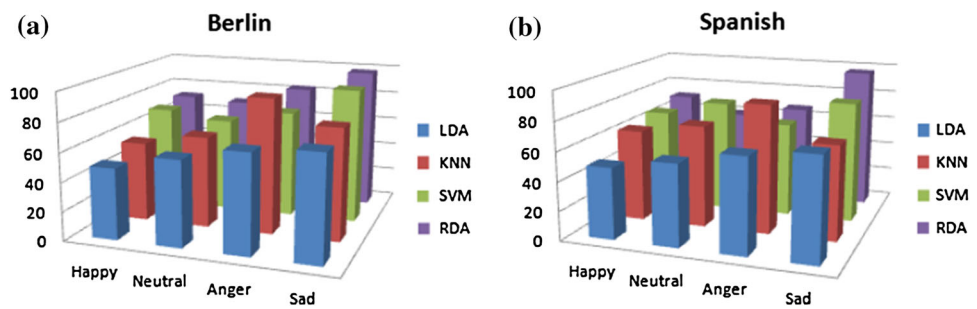 (a)
Berlin
100
80
60
40
20
0
Happy
Neutral
Anger
Sad
LDA
KNN
SVM
RDA
(b)
Spanish
100
80
60
40
20
0
Happy
Neutral
Anger
Sad
LDA
KNN
SVM
RDA